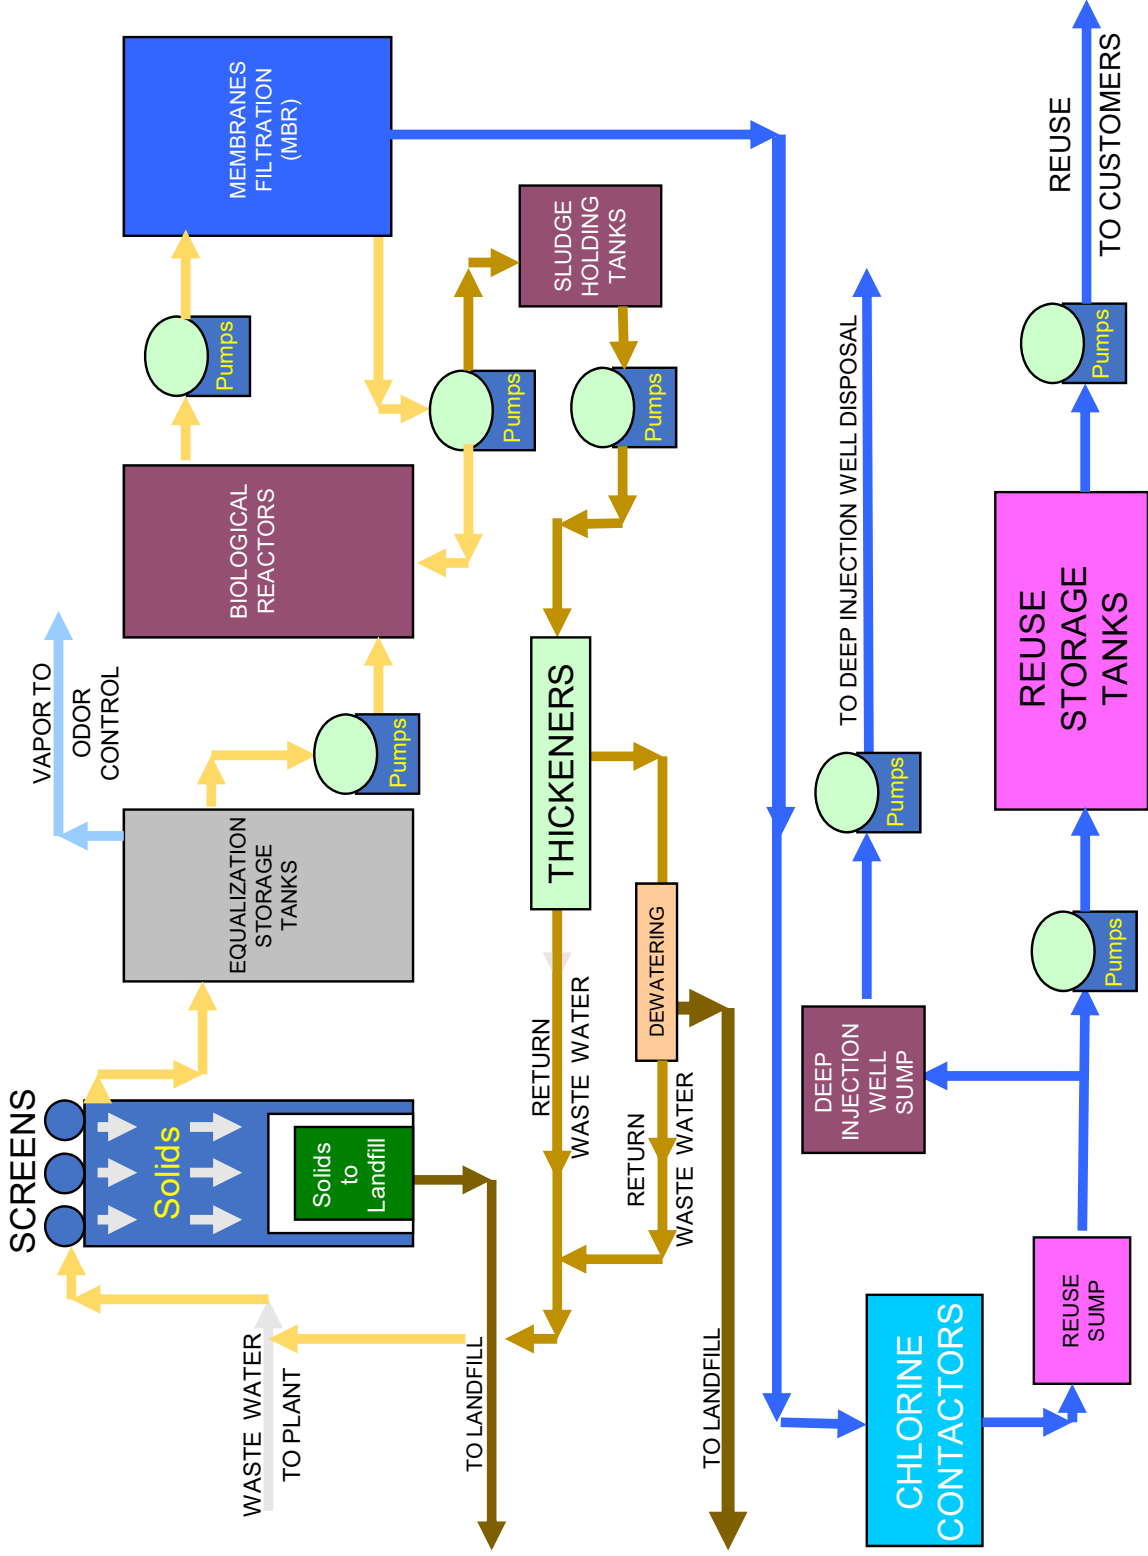 SCREENS
Solids
Solids
to
Landfill
WASTE WATER
TO PLANT
VAPOR TO
ODOR
CONTROL
EQUALIZATION
STORAGE
TANKS
Pumps
BIOLOGICAL
REACTORS
Pumps
MEMBRANES
FILTRATION
(MBR)
Pumps
SLUDGE
HOLDING
TANKS
Pumps
THICKENERS
RETURN
WASTE WATER
DEWATERING
RETURN
WASTE WATER
TO LANDFILL
TO LANDFILL
TO DEEP INJECTION WELL DISPOSAL
Pumps
DEEP
INJECTION
WELL
SUMP
CHLORINE
CONTACTORS
REUSE
SUMP
Pumps
REUSE
STORAGE
TANKS
Pumps
REUSE
TO CUSTOMERS